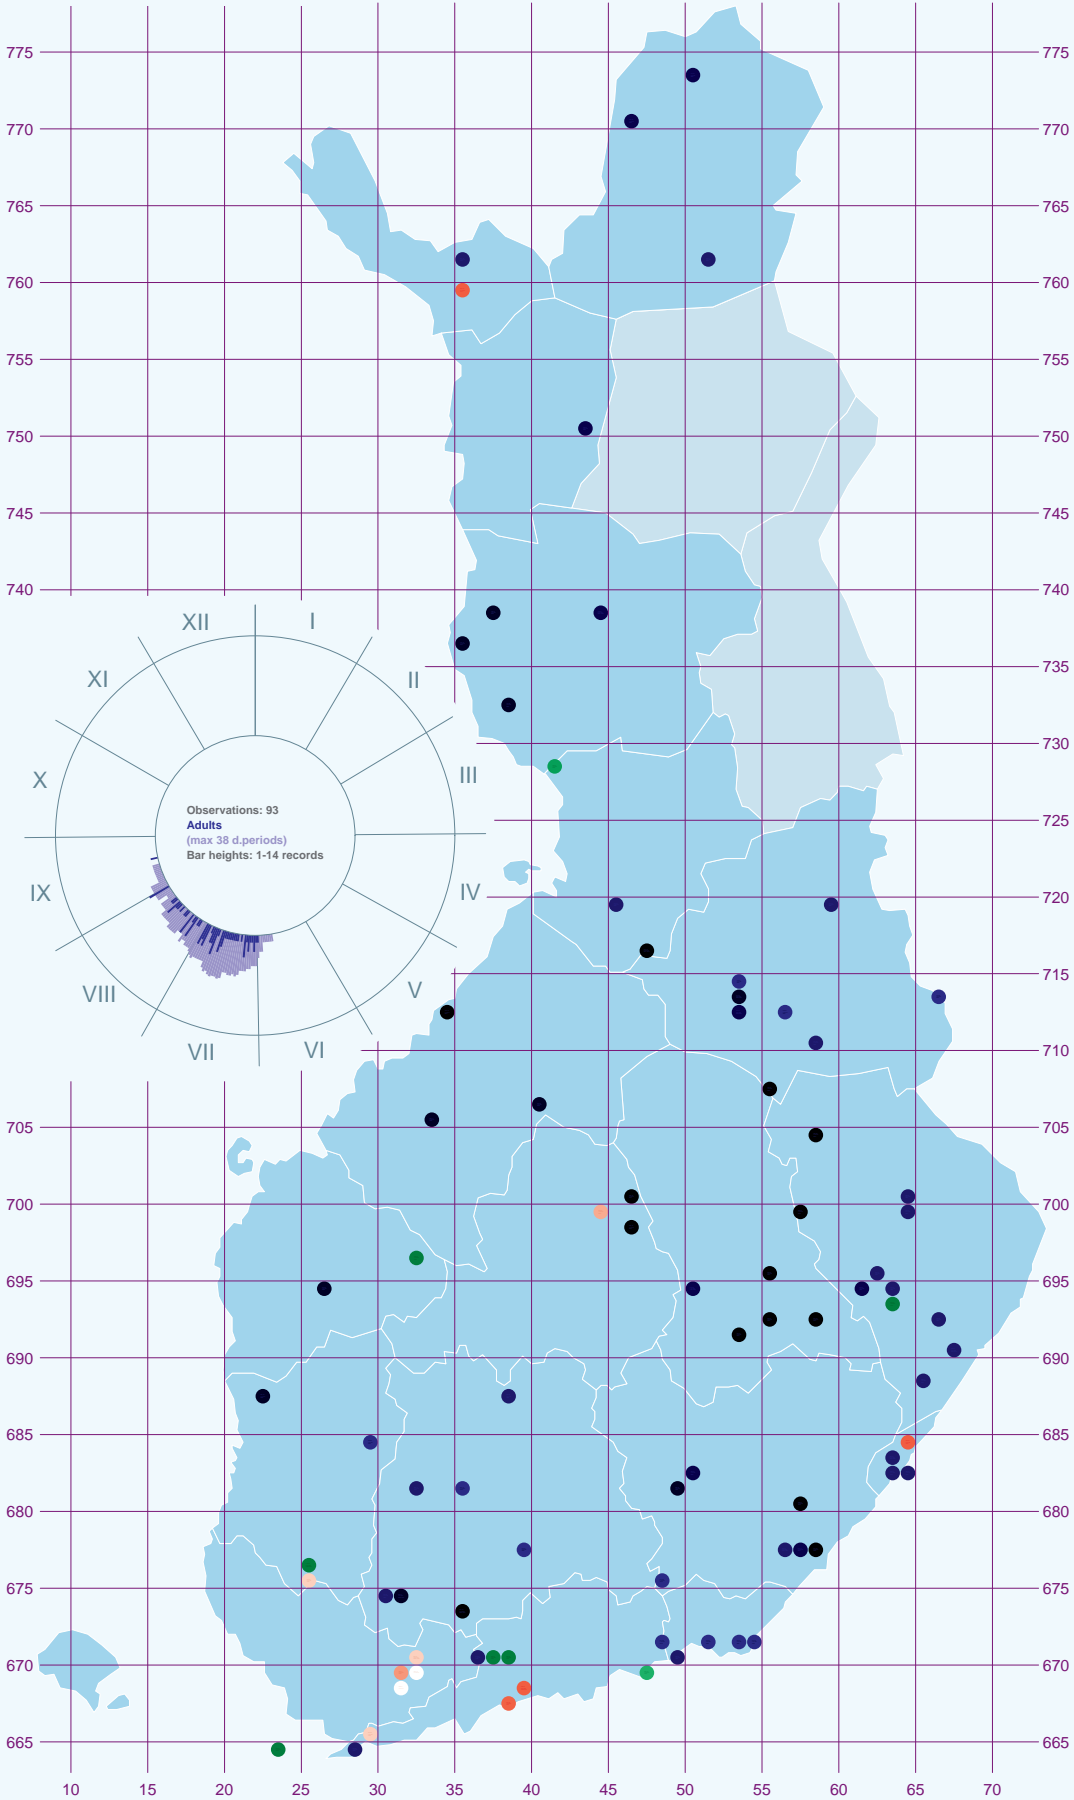 775 775
770 770
765 765
760 760
755 755
750 750
745 745
740 740
XII I
XI II
735
730
X III
Observations: 93
Adults
(max 38 d.periods)
Bar heights: 1-14 records
725
IX IV
720
VIII V
715
VII VI
710
705 705
700 700
695 695
690 690
685 685
680 680
675 675
670 670
665 665
10 15 20 25 30 35 40 45 50 55 60 65 70